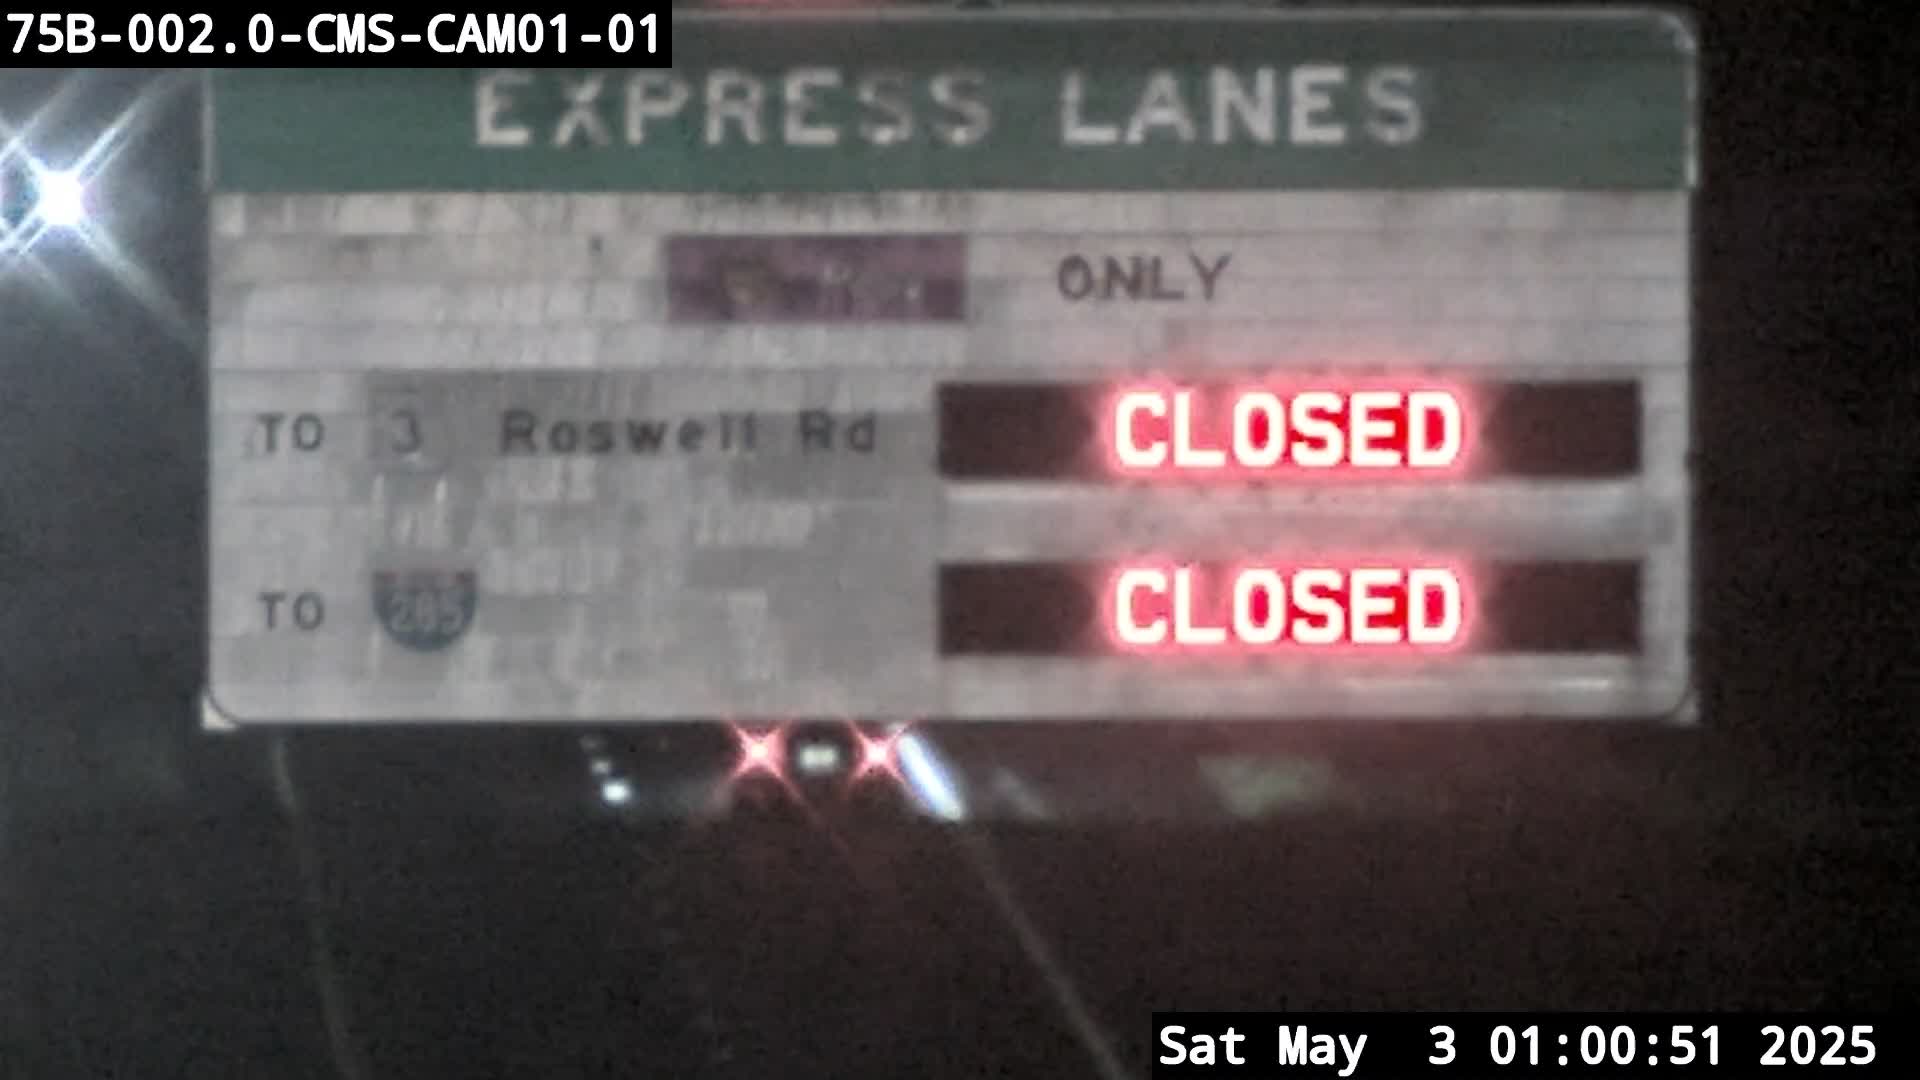 75B-002.0-CMS-CAM01-01
EXPRESS LANES
ONLY
TO 3 Roswell Rd CLOSED
TO 285 CLOSED
Sat May 3 01:00:51 2025